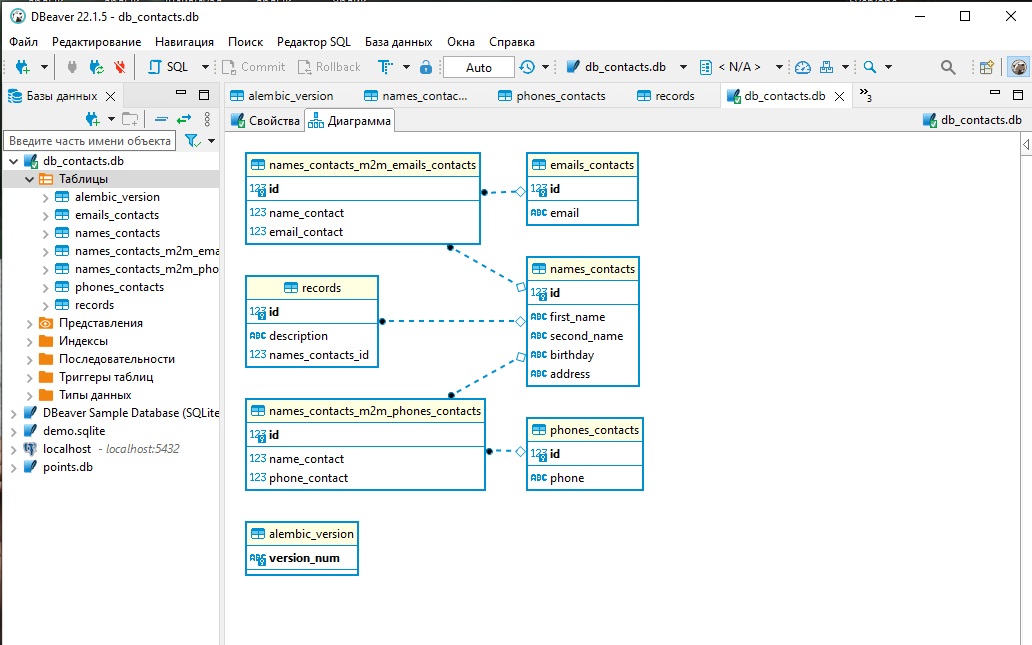 DBeaver 22.1.5 - db_contacts.db
Файл Редактирование Навигация Поиск Редактор SQL База данных Окна Справка
SQL Commit Rollback Auto db_contacts.db < N/A >
Базы данных
alembic_version names_contac... phones_contacts records db_contacts.db »3
Свойства Диаграмма db_contacts.db
Введите часть имени объекта
db_contacts.db
Таблицы
alembic_version
emails_contacts
names_contacts
names_contacts_m2m_ema
names_contacts_m2m_pho
phones_contacts
records
Представления
Индексы
Последовательности
Триггеры таблиц
Типы данных
DBeaver Sample Database (SQLite
demo.sqlite
localhost - localhost:5432
points.db
names_contacts_m2m_emails_contacts
123 id
123 name_contact
123 email_contact
emails_contacts
123 id
ABC email
names_contacts
123 id
ABC first_name
ABC second_name
ABC birthday
ABC address
records
123 id
ABC description
123 names_contacts_id
names_contacts_m2m_phones_contacts
123 id
123 name_contact
123 phone_contact
phones_contacts
123 id
ABC phone
alembic_version
ABC version_num